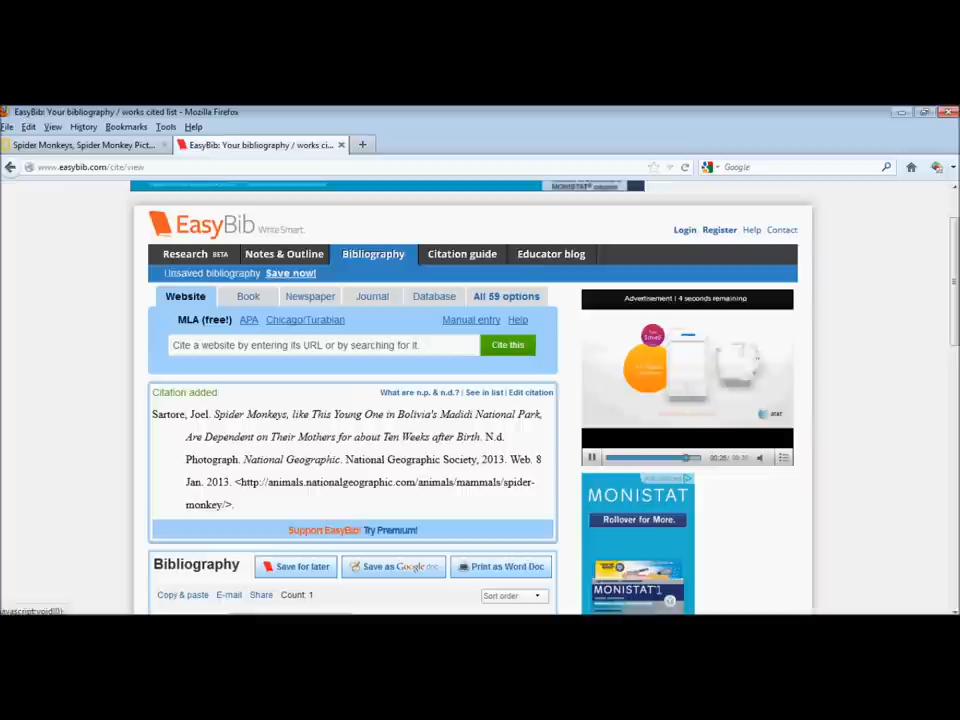 EasyBib: Your bibliography / works cited list - Mozilla Firefox
File Edit View History Bookmarks Tools Help
Spider Monkeys, Spider Monkey Pict... EasyBib: Your bibliography / works ci...
www.easybib.com/cite/view Google
MONISTAT
EasyBib Write Smart. Login Register Help Contact
Research BETA Notes & Outline Bibliography Citation guide Educator blog
Unsaved bibliography Save now!
Website Book Newspaper Journal Database All 59 options
Advertisement | 4 seconds remaining
MLA (free!) APA Chicago/Turabian Manual entry Help
Cite a website by entering its URL or by searching for it. Cite this
Citation added What are n.p. & n.d.? | See in list | Edit citation
Sartore, Joel. Spider Monkeys, like This Young One in Bolivia's Madidi National Park,
Are Dependent on Their Mothers for about Ten Weeks after Birth. N.d.
Photograph. National Geographic. National Geographic Society, 2013. Web. 8
Jan. 2013. <http://animals.nationalgeographic.com/animals/mammals/spider-
monkey/>.
at&t
MONISTAT
Rollover for More.
MONISTAT 1
Support EasyBib! Try Premium!
Bibliography Save for later Save as Google doc Print as Word Doc
Copy & paste E-mail Share Count: 1 Sort order
javascript:void(0);